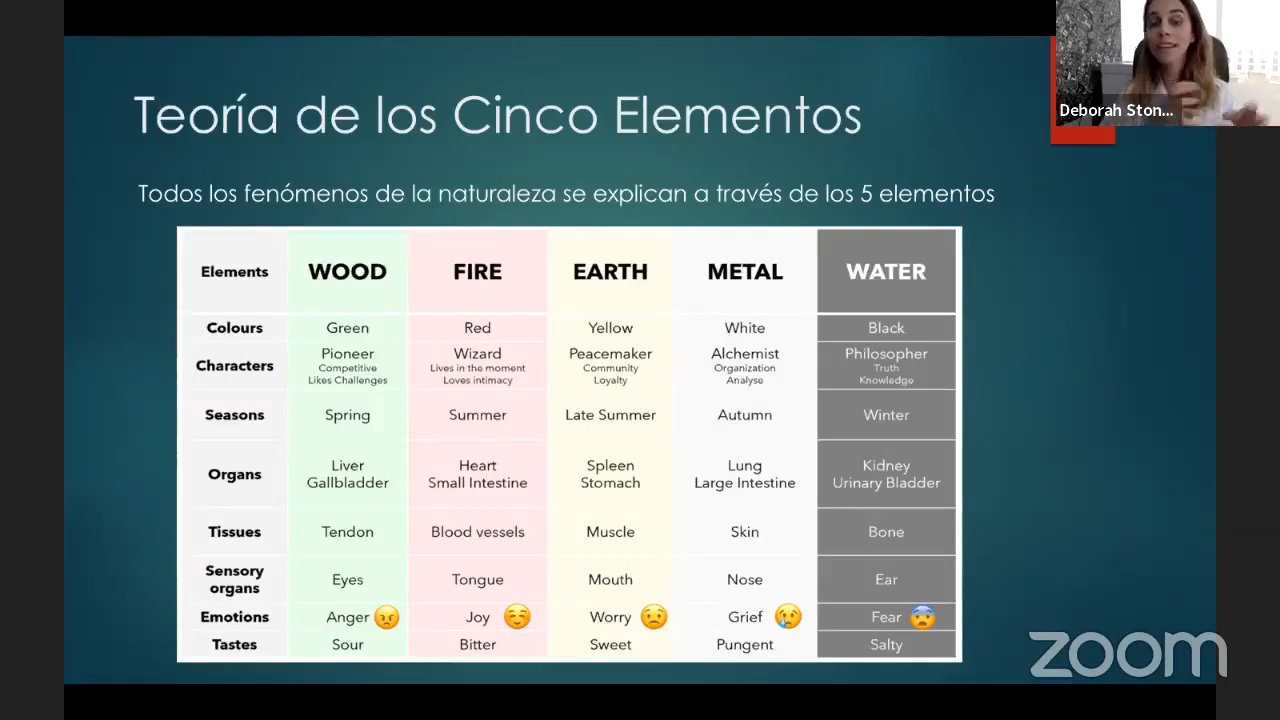 Deborah Ston...
Teoría de los Cinco Elementos
Todos los fenómenos de la naturaleza se explican a través de los 5 elementos
Elements WOOD FIRE EARTH METAL WATER
Colours Green Red Yellow White Black
Characters Pioneer Wizard Peacemaker Alchemist Philosopher
Competitive Lives in the moment Community Organization Truth
Likes Challenges Loves intimacy Loyalty Analyse Knowledge
Seasons Spring Summer Late Summer Autumn Winter
Organs Liver Heart Spleen Lung Kidney
Gallbladder Small Intestine Stomach Large Intestine Urinary Bladder
Tissues Tendon Blood vessels Muscle Skin Bone
Sensory organs Eyes Tongue Mouth Nose Ear
Emotions Anger Joy Worry Grief Fear
Tastes Sour Bitter Sweet Pungent Salty
zoom